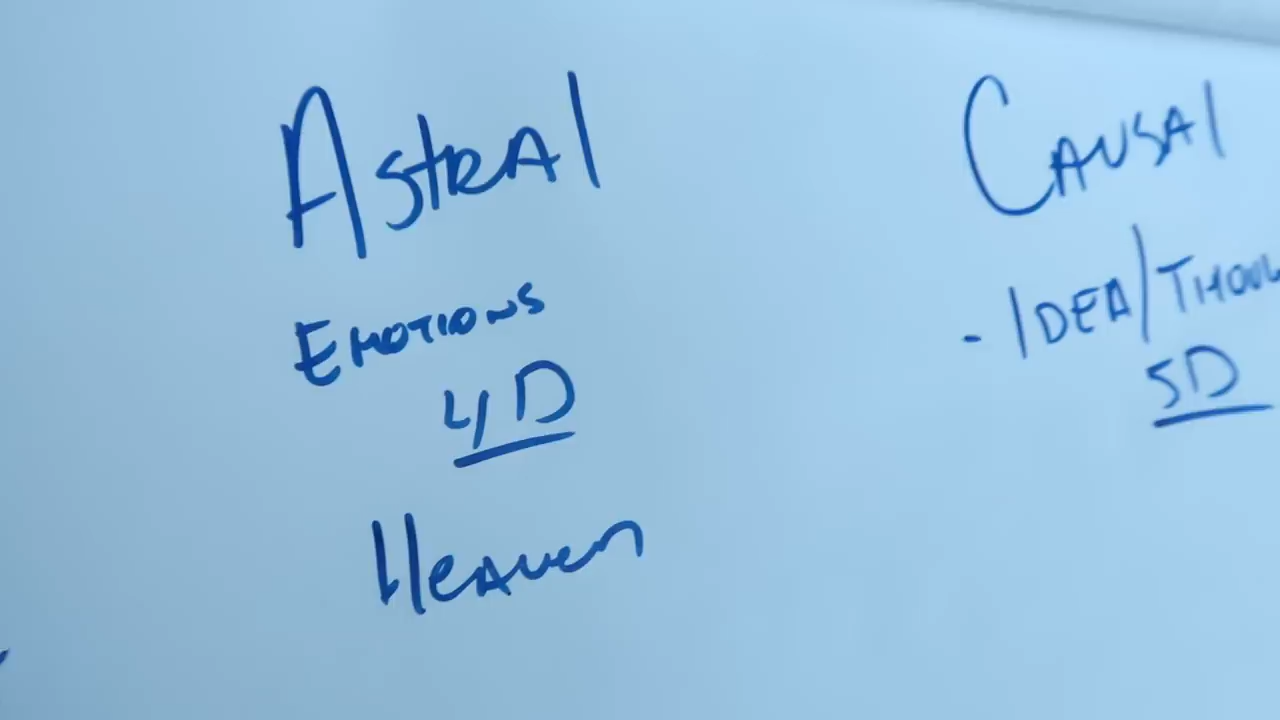 Astral
Emotions
4D
Heaven
Causal
- Idea/
5D